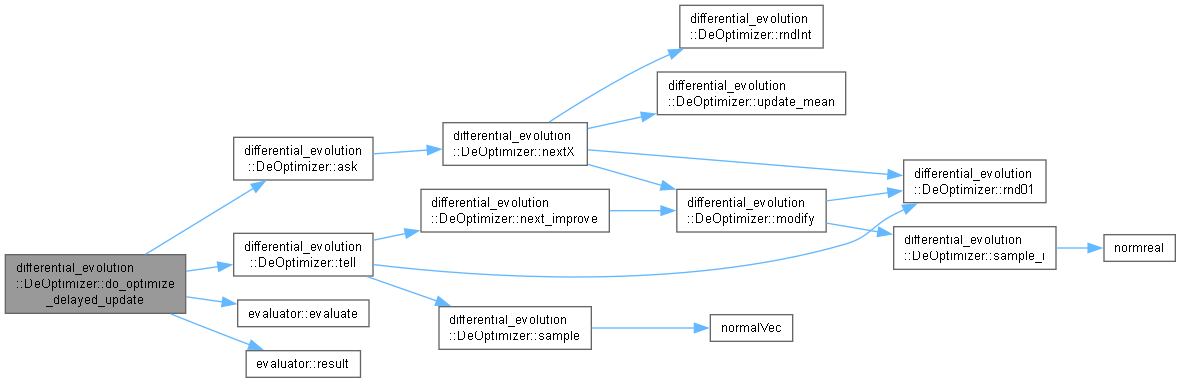 differential_evolution
::DeOptimizer::do_optimize
_delayed_update
differential_evolution
::DeOptimizer::ask
differential_evolution
::DeOptimizer::tell
evaluator::evaluate
evaluator::result
differential_evolution
::DeOptimizer::nextX
differential_evolution
::DeOptimizer::next_improve
differential_evolution
::DeOptimizer::sample
differential_evolution
::DeOptimizer::rndInt
differential_evolution
::DeOptimizer::update_mean
differential_evolution
::DeOptimizer::modify
normalVec
differential_evolution
::DeOptimizer::rnd01
differential_evolution
::DeOptimizer::sample_i
normreal